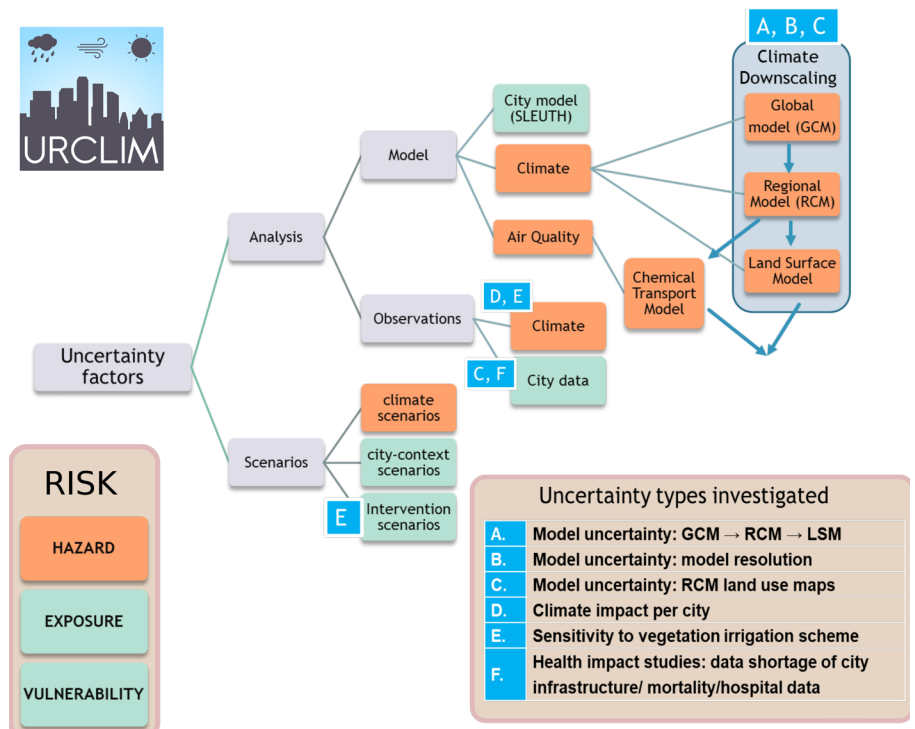 URCLIM
A, B, C
Climate
Downscaling
Global
model (GCM)
Regional
Model (RCM)
Land Surface
Model
City model
(SLEUTH)
Model
Climate
Air Quality
Chemical
Transport
Model
Analysis
Observations
D, E
Climate
C, F
City data
Uncertainty
factors
climate
scenarios
Scenarios
city-context
scenarios
E
Intervention
scenarios
RISK
HAZARD
EXPOSURE
VULNERABILITY
Uncertainty types investigated
A. Model uncertainty: GCM → RCM → LSM
B. Model uncertainty: model resolution
C. Model uncertainty: RCM land use maps
D. Climate impact per city
E. Sensitivity to vegetation irrigation scheme
F. Health impact studies: data shortage of city
infrastructure/ mortality/hospital data